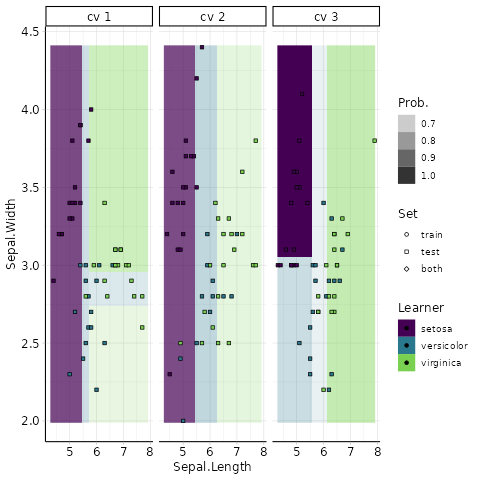 cv 1
cv 2
cv 3
4.5
4.0
3.5
3.0
2.5
2.0
Sepal.Width
5 6 7 8
5 6 7 8
5 6 7 8
Sepal.Length
Prob.
0.7
0.8
0.9
1.0
Set
train
test
both
Learner
setosa
versicolor
virginica